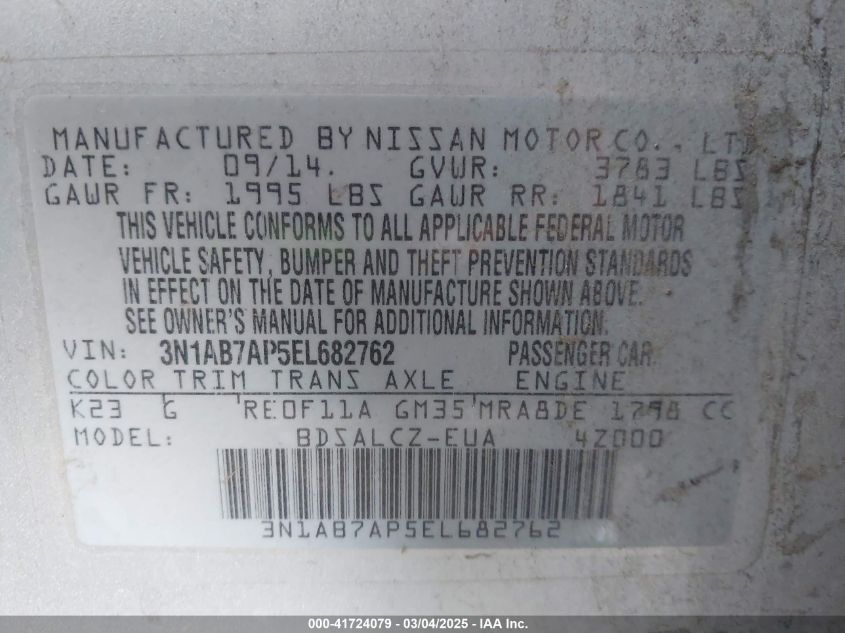 MANUFACTURED BY NISSAN MOTOR CO., LTD
DATE: 09/14. GVWR: 3783 LBS
GAWR FR: 1995 LBS GAWR RR: 1841 LBS
THIS VEHICLE CONFORMS TO ALL APPLICABLE FEDERAL MOTOR
VEHICLE SAFETY, BUMPER AND THEFT PREVENTION STANDARDS
IN EFFECT ON THE DATE OF MANUFACTURE SHOWN ABOVE.
SEE OWNER'S MANUAL FOR ADDITIONAL INFORMATION.
VIN: 3N1AB7AP5EL682762 PASSENGER CAR
COLOR TRIM TRANS AXLE ENGINE
K23 G RE0F11A GM35 MRA8DE 1798 CC
MODEL: BDSALCZ-EUA 4Z000
3N1AB7AP5EL682762
000-41724079 | 03/04/2025 - IAA Inc.